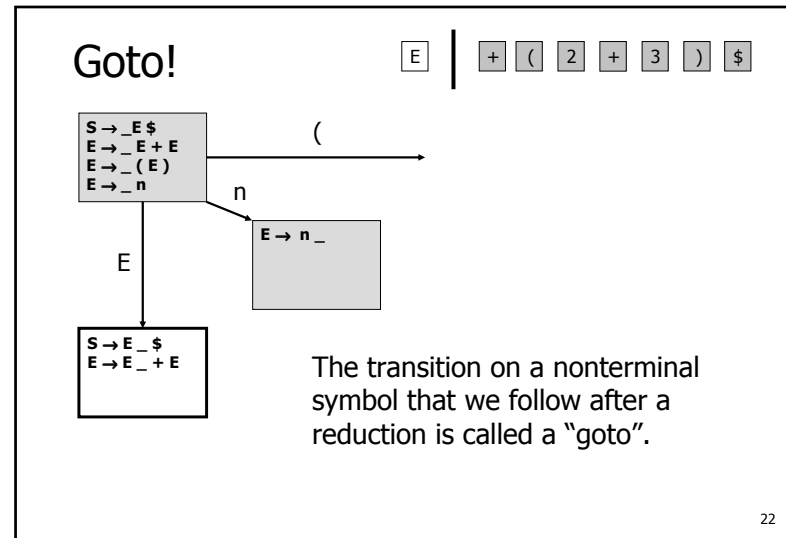 Goto!
E + ( 2 + 3 ) $
S → _E $
E → _ E + E
E → _ ( E )
E → _ n
(
n
E → n _
E
S → E _ $
E → E _ + E
The transition on a nonterminal
symbol that we follow after a
reduction is called a “goto”.
22